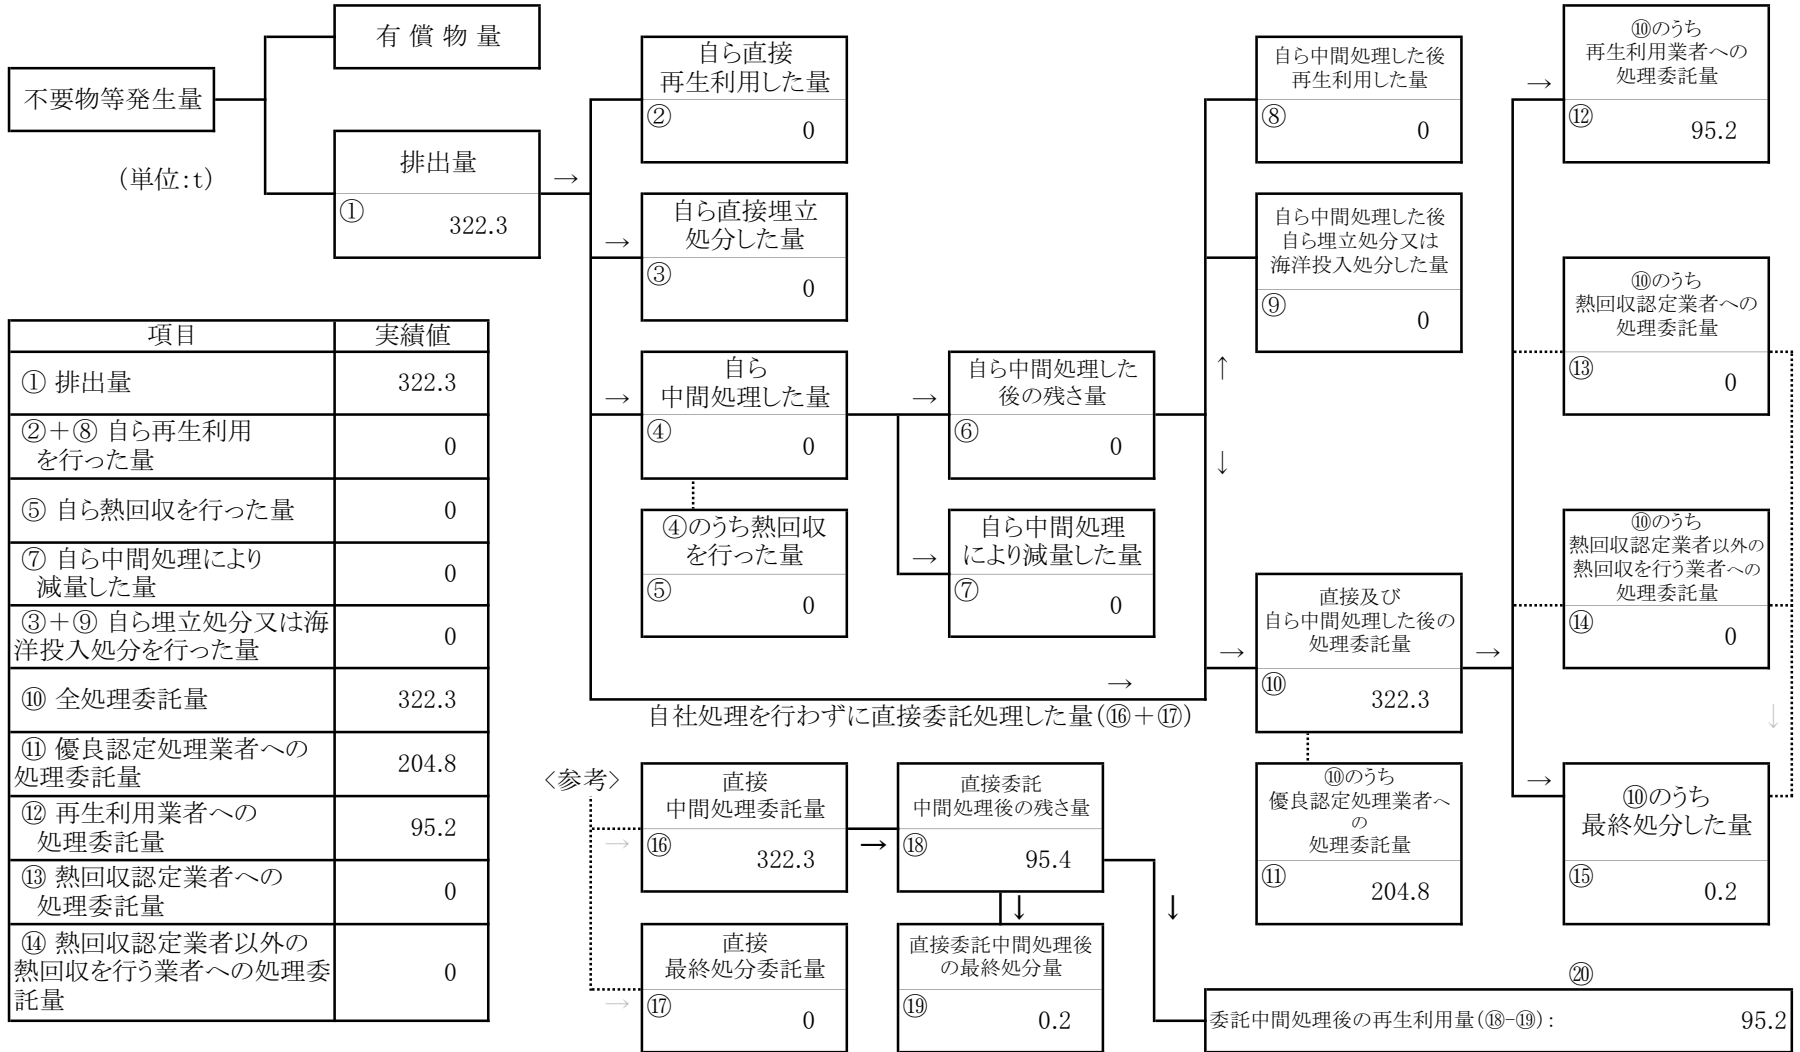 有 償 物 量
不要物等発生量
(単位:t)
排出量
→
①
322.3
自ら直接
再生利用した量
②
0
→
自ら直接埋立
処分した量
③
0
→
自ら
中間処理した量
④
0
④のうち熱回収
を行った量
⑤
0
→
自ら中間処理した
後の残さ量
⑥
0
→
自ら中間処理
により減量した量
⑦
0
↑
↓
自ら中間処理した後
再生利用した量
⑧
0
自ら中間処理した後
自ら埋立処分又は
海洋投入処分した量
⑨
0
→
直接及び
自ら中間処理した後の
処理委託量
⑩
322.3
→
⑩のうち
優良認定処理業者へ
の
処理委託量
⑪
204.8
→
⑩のうち
再生利用業者への
処理委託量
⑫
95.2
⑩のうち
熱回収認定業者への
処理委託量
⑬
0
⑩のうち
熱回収認定業者以外の
熱回収を行う業者への
処理委託量
⑭
0
↓
→
⑩のうち
最終処分した量
⑮
0.2
→
自社処理を行わずに直接委託処理した量(⑯+⑰)
<参考>
→
直接
中間処理委託量
⑯
322.3
→
直接委託
中間処理後の残さ量
⑱
95.4
↓
↓
→
直接
最終処分委託量
⑰
0
直接委託中間処理後
の最終処分量
⑲
0.2
⑳
委託中間処理後の再生利用量(⑱-⑲): 95.2
項目 実績値
① 排出量 322.3
②+⑧ 自ら再生利用
を行った量 0
⑤ 自ら熱回収を行った量 0
⑦ 自ら中間処理により
減量した量 0
③+⑨ 自ら埋立処分又は海
洋投入処分を行った量 0
⑩ 全処理委託量 322.3
⑪ 優良認定処理業者への
処理委託量 204.8
⑫ 再生利用業者への
処理委託量 95.2
⑬ 熱回収認定業者への
処理委託量 0
⑭ 熱回収認定業者以外の
熱回収を行う業者への処理委
託量 0